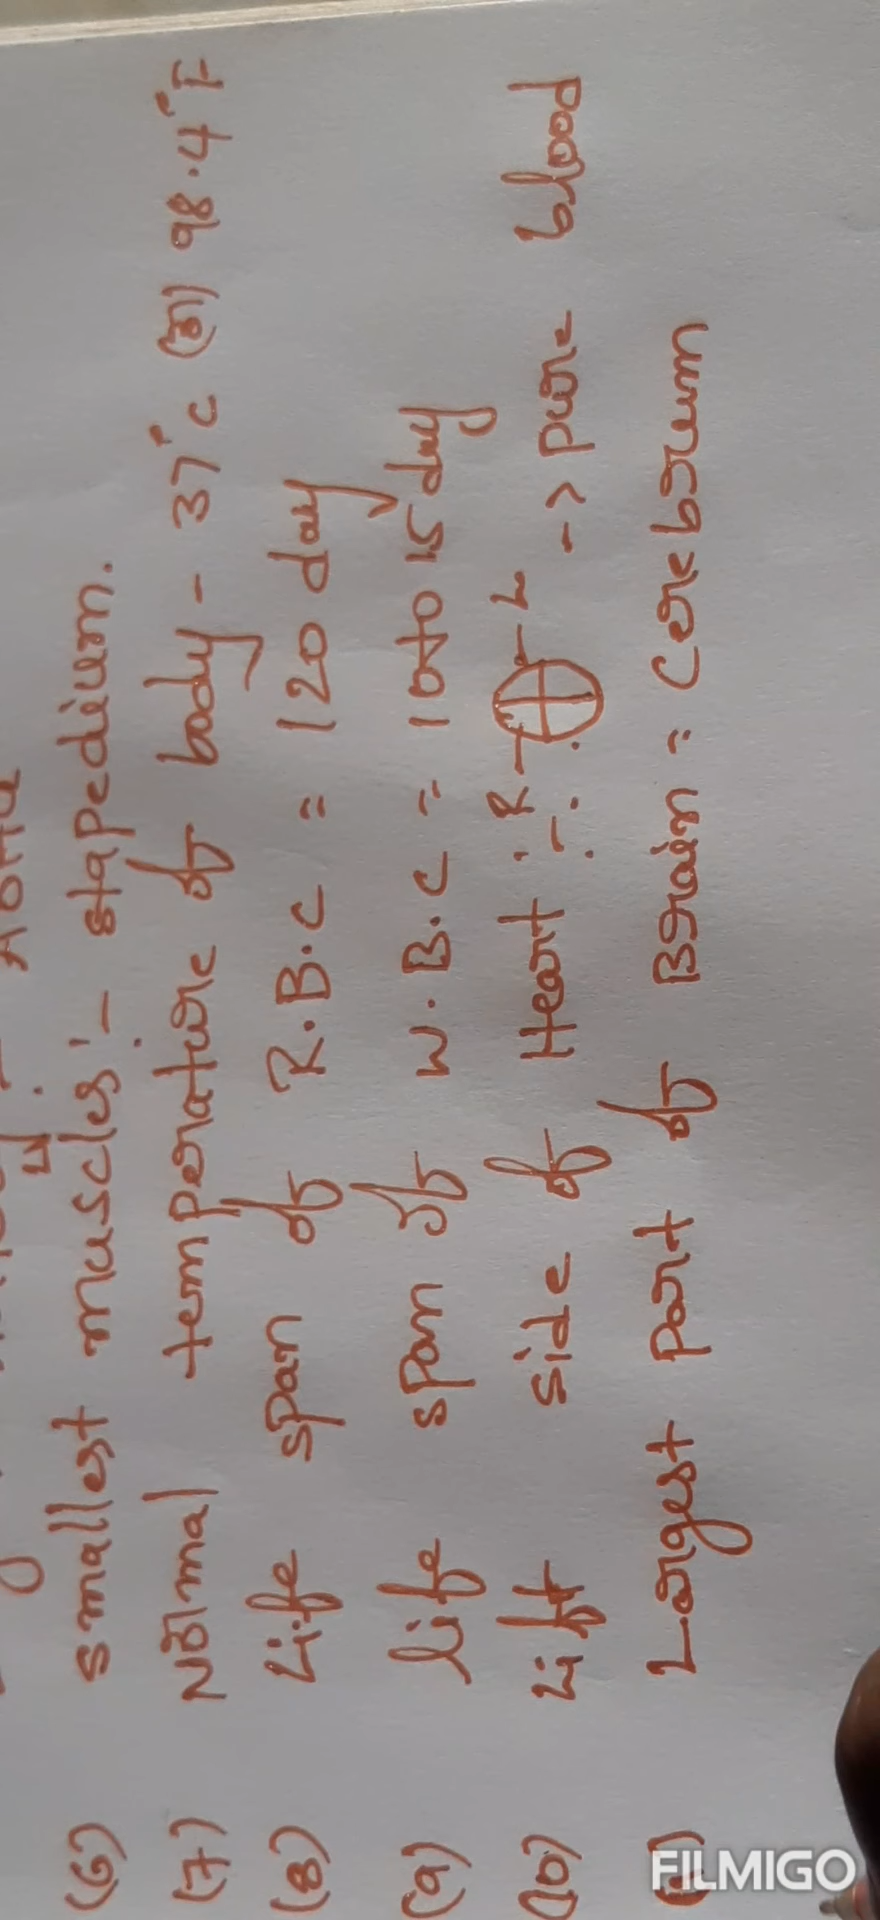 (6) smallest muscles :- stapedium.
(7) Normal temperature of body - 37°c (or) 98.4°F
(8) Life span of R.B.C = 120 day
(9) life span of W.B.C = 10 to 15 day
(10) Lift side of Heart :- R L -> pure blood
Largest part of Brain = Cerebrum
FILMIGO